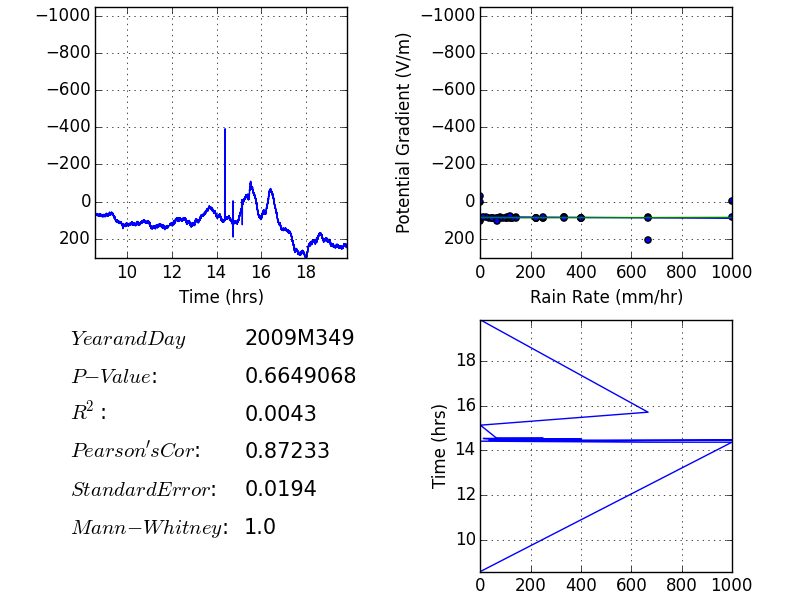 −1000
−800
−600
−400
−200
0
200
10 12 14 16 18
Time (hrs)
Potential Gradient (V/m)
−1000
−800
−600
−400
−200
0
200
0 200 400 600 800 1000
Rain Rate (mm/hr)
YearandDay 2009M349
P−Value: 0.6649068
R²: 0.0043
Pearson′sCor: 0.87233
StandardError: 0.0194
Mann−Whitney: 1.0
Time (hrs)
18
16
14
12
10
0 200 400 600 800 1000